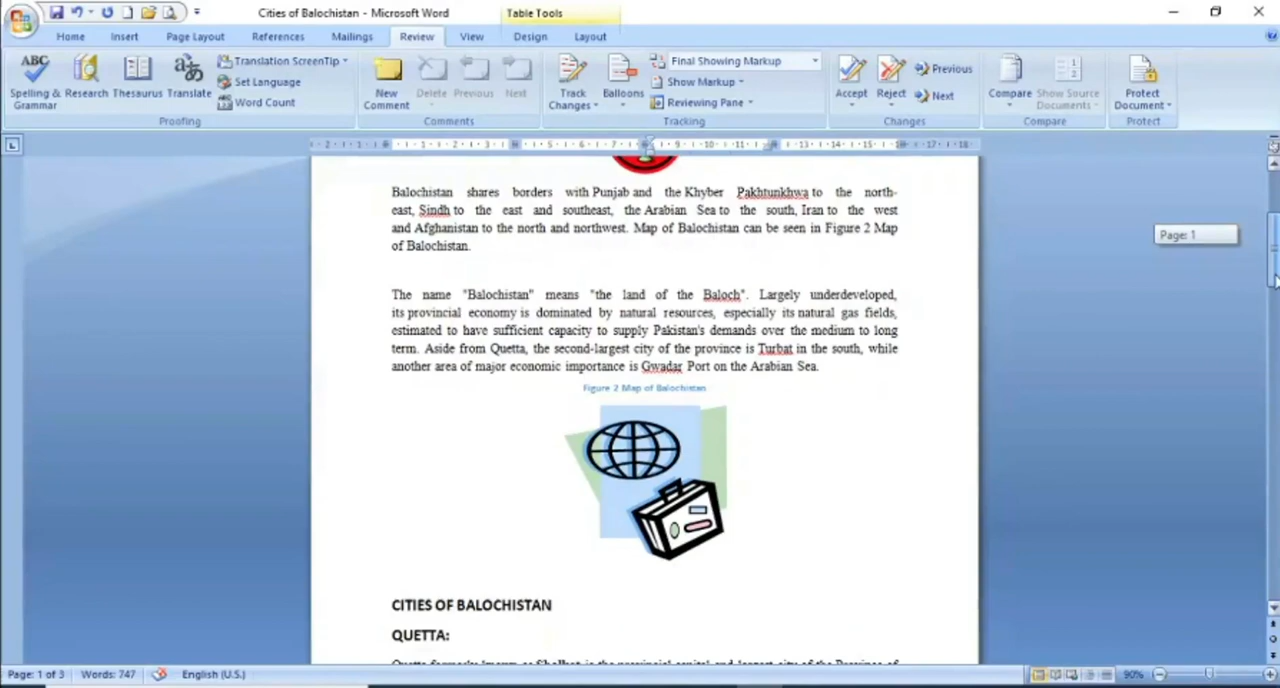 Cities of Balochistan - Microsoft Word
Table Tools
Home Insert Page Layout References Mailings Review View Design Layout
ABC
Spelling & Grammar
Research
Thesaurus
Translate
Translation ScreenTip
Set Language
Word Count
Proofing
New Comment
Delete
Previous
Next
Comments
Track Changes
Balloons
Final Showing Markup
Show Markup
Reviewing Pane
Tracking
Accept
Reject
Previous
Next
Changes
Compare
Show Source Documents
Compare
Protect Document
Protect
Page: 1
Balochistan shares borders with Punjab and the Khyber Pakhtunkhwa to the north-
east, Sindh to the east and southeast, the Arabian Sea to the south, Iran to the west
and Afghanistan to the north and northwest. Map of Balochistan can be seen in Figure 2 Map
of Balochistan.
The name "Balochistan" means "the land of the Baloch". Largely underdeveloped,
its provincial economy is dominated by natural resources, especially its natural gas fields,
estimated to have sufficient capacity to supply Pakistan's demands over the medium to long
term. Aside from Quetta, the second-largest city of the province is Turbat in the south, while
another area of major economic importance is Gwadar Port on the Arabian Sea.
Figure 2 Map of Balochistan
CITIES OF BALOCHISTAN
QUETTA:
Page: 1 of 3 Words: 747 English (U.S.) 90%